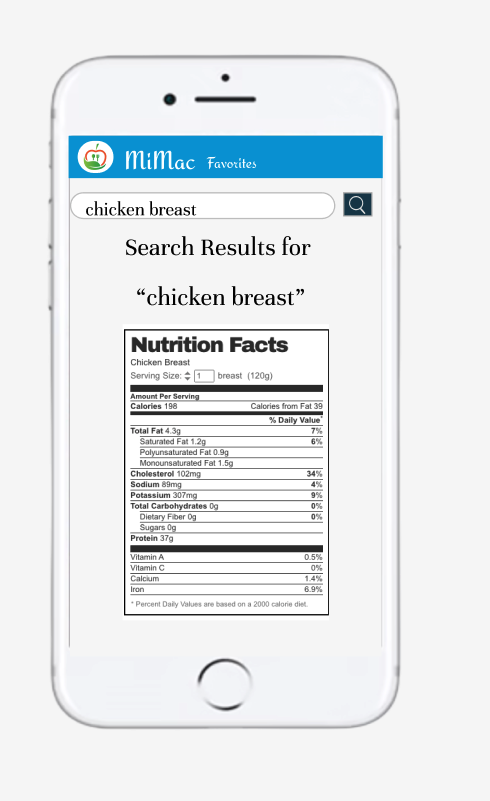 MiMac Favorites
chicken breast
Search Results for
“chicken breast”
Nutrition Facts
Chicken Breast
Serving Size: 1 breast (120g)
Amount Per Serving
Calories 198 Calories from Fat 39
% Daily Value*
Total Fat 4.3g 7%
Saturated Fat 1.2g 6%
Polyunsaturated Fat 0.9g
Monounsaturated Fat 1.5g
Cholesterol 102mg 34%
Sodium 89mg 4%
Potassium 307mg 9%
Total Carbohydrates 0g 0%
Dietary Fiber 0g 0%
Sugars 0g
Protein 37g
Vitamin A 0.5%
Vitamin C 0%
Calcium 1.4%
Iron 6.9%
* Percent Daily Values are based on a 2000 calorie diet.